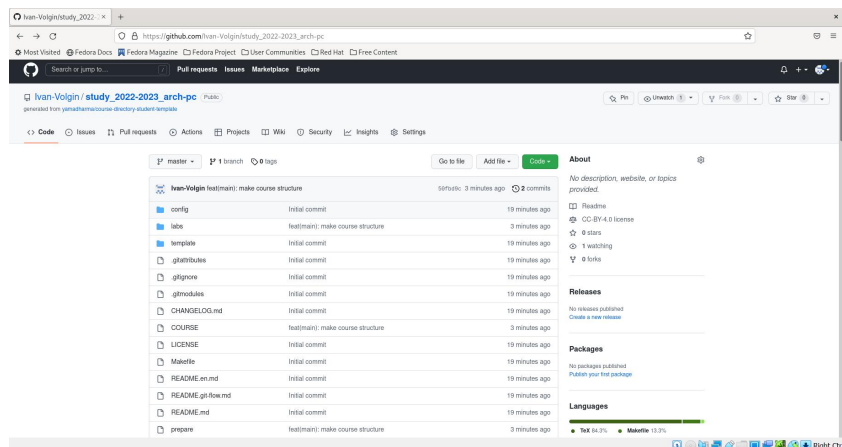 Ivan-Volgin/study_2022-2 × +
https://github.com/Ivan-Volgin/study_2022-2023_arch-pc
Most Visited Fedora Docs Fedora Magazine Fedora Project User Communities Red Hat Free Content
Search or jump to... / Pull requests Issues Marketplace Explore
Ivan-Volgin / study_2022-2023_arch-pc Public Pin Unwatch 1 Fork 0 Star 0
generated from yamadharma/course-directory-student-template
Code Issues Pull requests Actions Projects Wiki Security Insights Settings
master 1 branch 0 tags Go to file Add file Code
Ivan-Volgin feat(main): make course structure 3 minutes ago 2 commits
config Initial commit 19 minutes ago
labs feat(main): make course structure 3 minutes ago
template Initial commit 19 minutes ago
.gitattributes Initial commit 19 minutes ago
.gitignore Initial commit 19 minutes ago
.gitmodules Initial commit 19 minutes ago
CHANGELOG.md Initial commit 19 minutes ago
COURSE feat(main): make course structure 3 minutes ago
LICENSE Initial commit 19 minutes ago
Makefile Initial commit 19 minutes ago
README.en.md Initial commit 19 minutes ago
README.git-flow.md Initial commit 19 minutes ago
README.md Initial commit 19 minutes ago
prepare feat(main): make course structure 3 minutes ago
About
No description, website, or topics
provided.
Readme
CC-BY-4.0 license
0 stars
1 watching
0 forks
Releases
No releases published
Create a new release
Packages
No packages published
Publish your first package
Languages
TeX 84.3% Makefile 13.3%
Right Ctrl